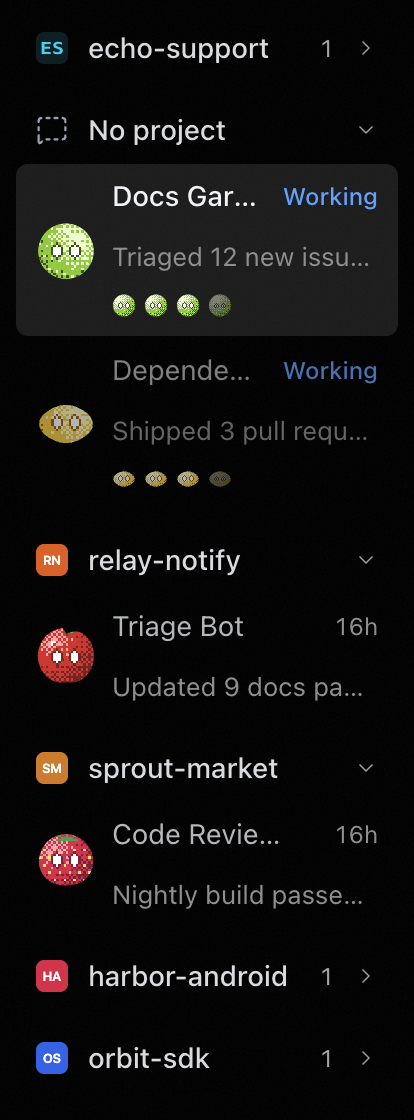 ES echo-support 1
No project
Docs Gar... Working
Triaged 12 new issu...
Depende... Working
Shipped 3 pull requ...
RN relay-notify
Triage Bot 16h
Updated 9 docs pa...
SM sprout-market
Code Revie... 16h
Nightly build passe...
HA harbor-android 1
OS orbit-sdk 1